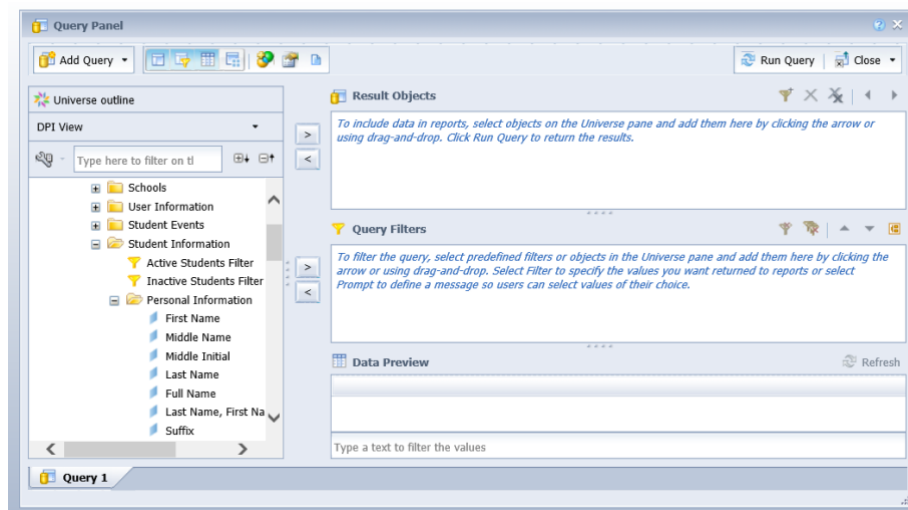 Query Panel
Add Query
Run Query
Close
Universe outline
DPI View
Type here to filter on tl
Schools
User Information
Student Events
Student Information
Active Students Filter
Inactive Students Filter
Personal Information
First Name
Middle Name
Middle Initial
Last Name
Full Name
Last Name, First Na
Suffix
>
<
Result Objects
To include data in reports, select objects on the Universe pane and add them here by clicking the arrow or
using drag-and-drop. Click Run Query to return the results.
>
<
Query Filters
To filter the query, select predefined filters or objects in the Universe pane and add them here by clicking the
arrow or using drag-and-drop. Select Filter to specify the values you want returned to reports or select
Prompt to define a message so users can select values of their choice.
Data Preview
Refresh
Type a text to filter the values
Query 1